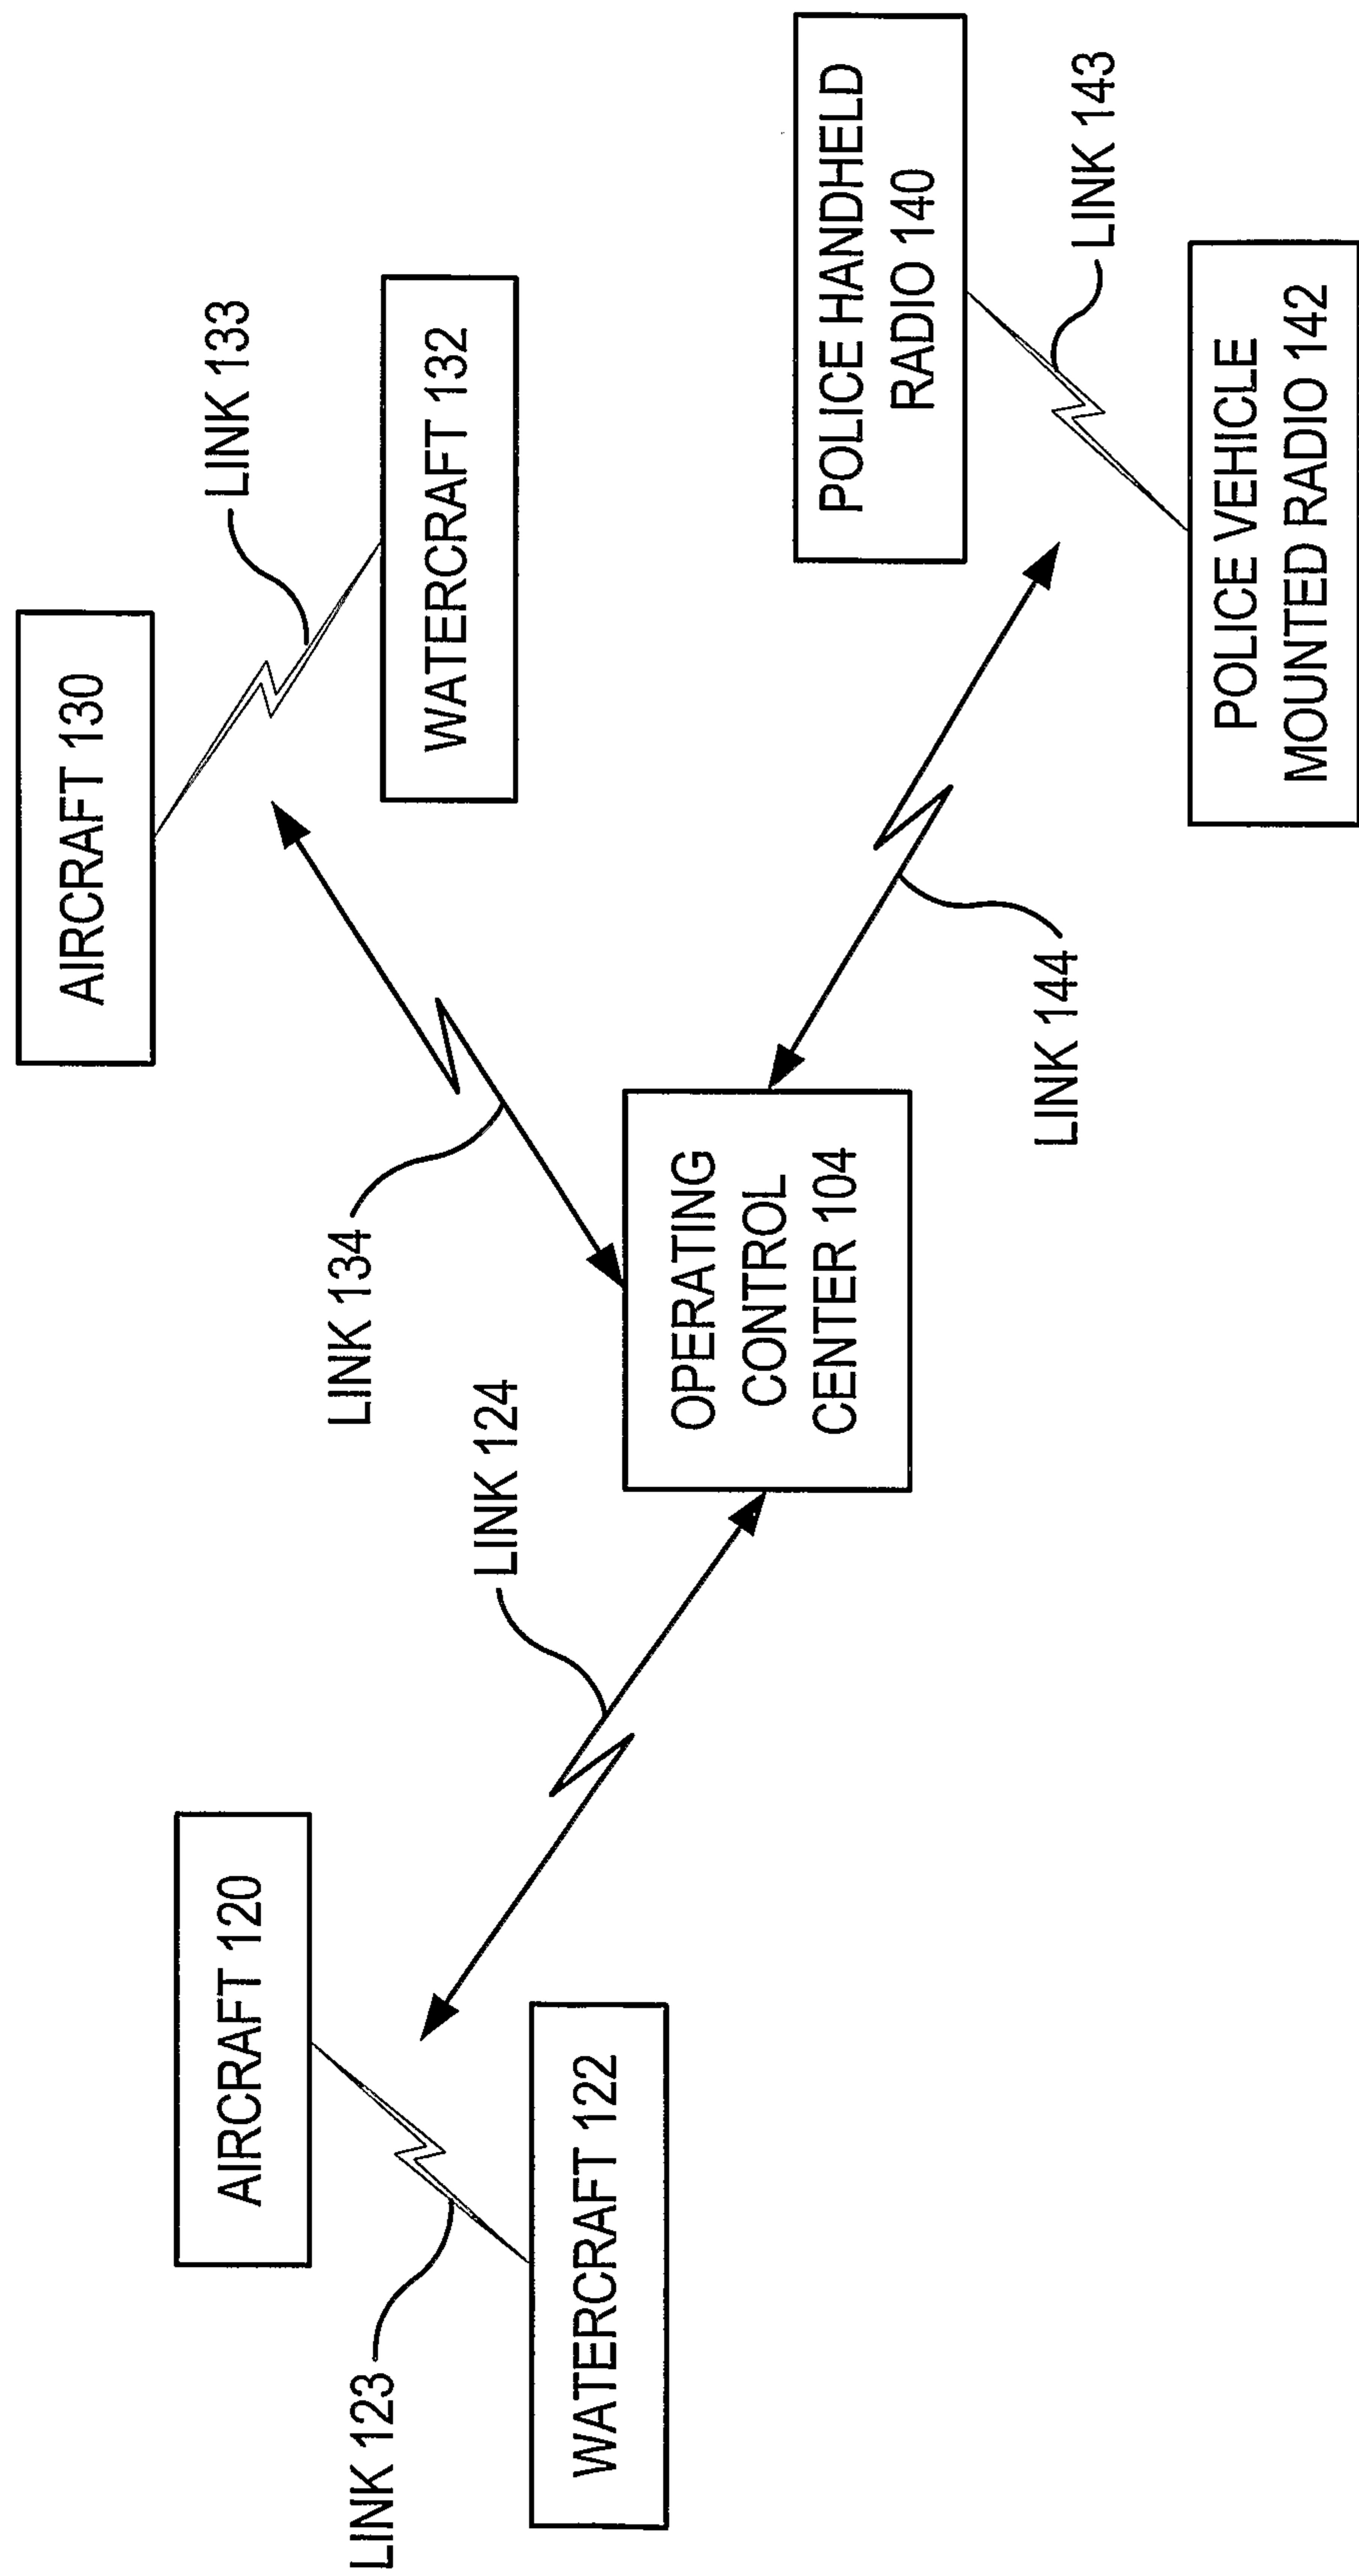 AIRCRAFT 120
LINK 123
WATERCRAFT 122
LINK 124
AIRCRAFT 130
LINK 133
WATERCRAFT 132
LINK 134
OPERATING
CONTROL
CENTER 104
LINK 144
POLICE HANDHELD
RADIO 140
LINK 143
POLICE VEHICLE
MOUNTED RADIO 142